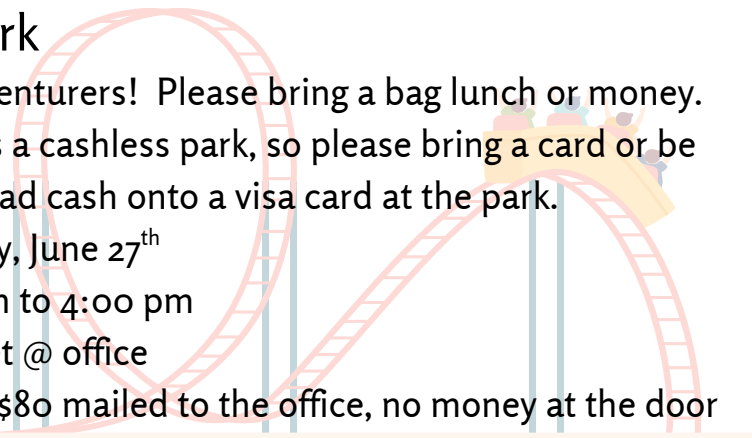 rk
enturers!  Please bring a bag lunch or money.
s a cashless park, so please bring a card or be
ad cash onto a visa card at the park.
y, June 27th
n to 4:00 pm
t @ office
$80 mailed to the office, no money at the door